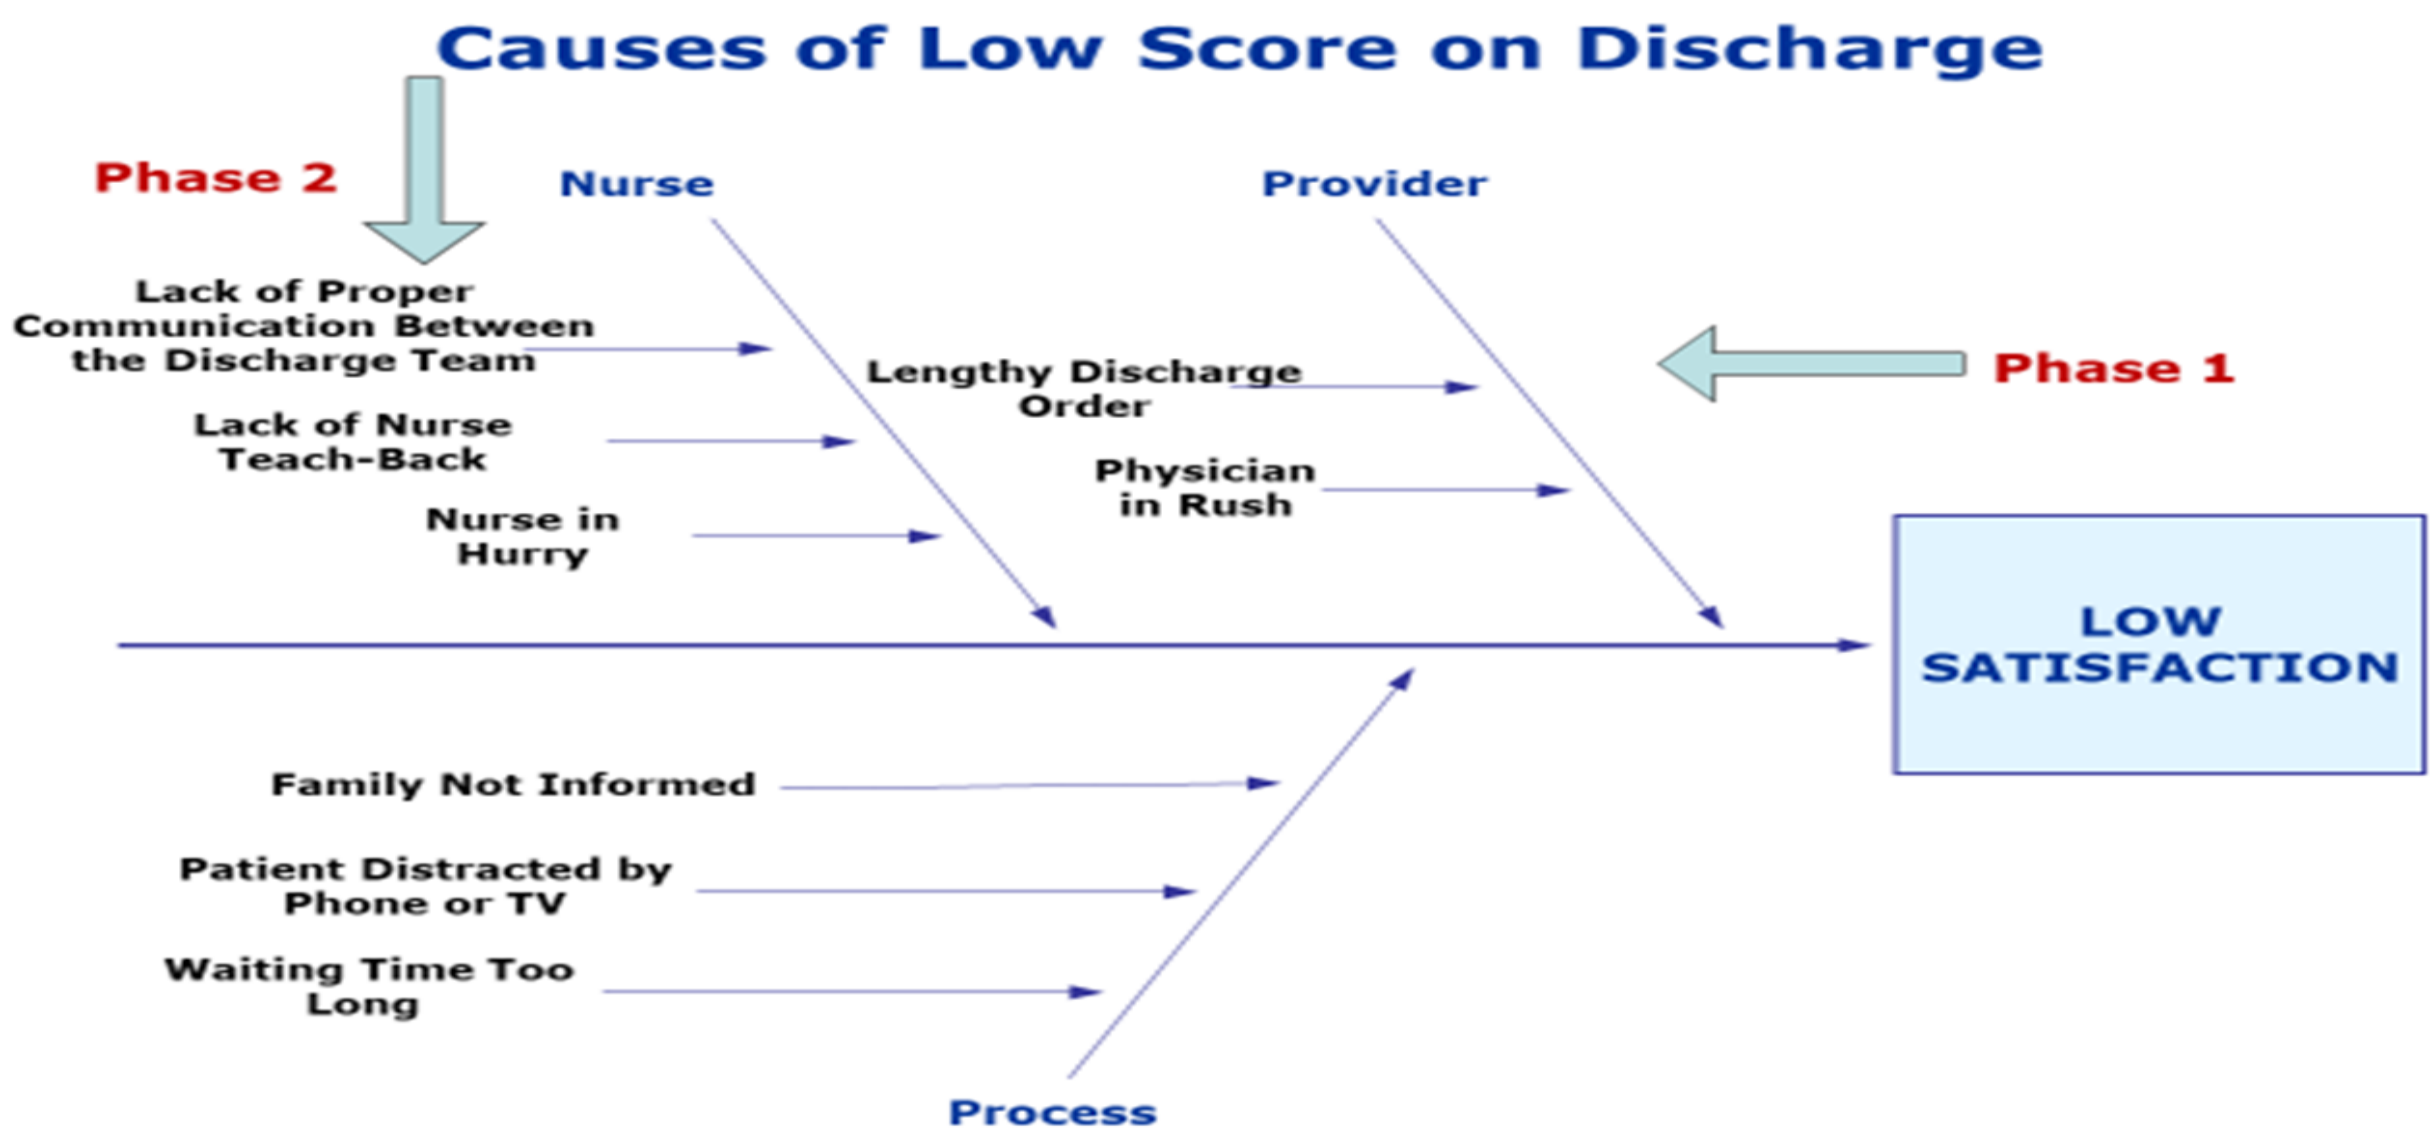 Causes of Low Score on Discharge
Phase 2
Nurse
Provider
Lack of Proper
Communication Between
the Discharge Team
Lengthy Discharge
Order
Phase 1
Lack of Nurse
Teach-Back
Physician
in Rush
Nurse in
Hurry
LOW
SATISFACTION
Family Not Informed
Patient Distracted by
Phone or TV
Waiting Time Too
Long
Process